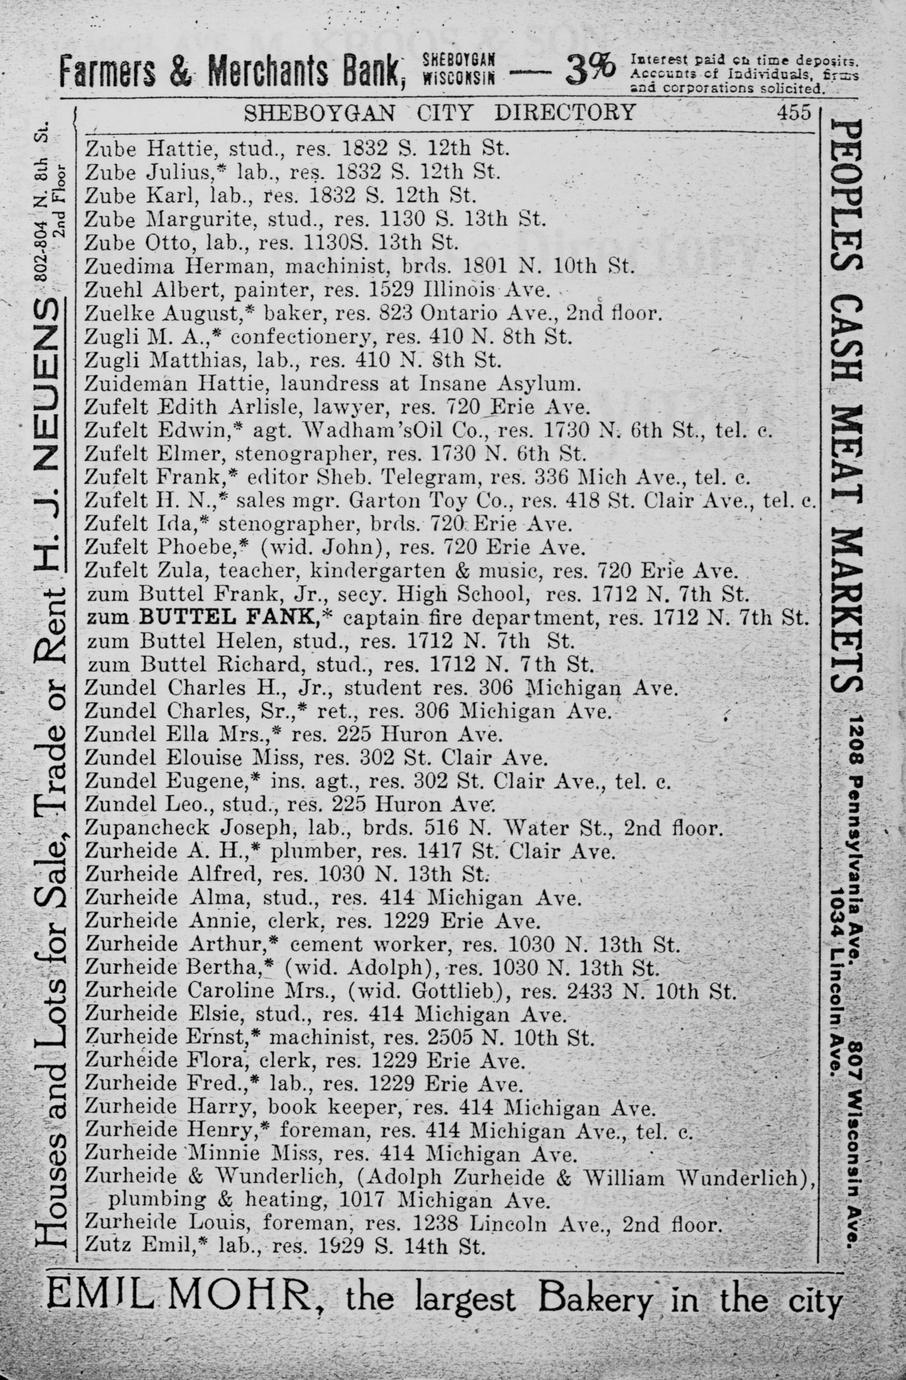 Farmers & Merchants Bank, SHEBOYGAN WISCONSIN — 3% Interest paid on time deposits. Accounts of Individuals, firms and corporations solicited.
SHEBOYGAN CITY DIRECTORY 455
Zube Hattie, stud., res. 1832 S. 12th St.
Zube Julius,* lab., res. 1832 S. 12th St.
Zube Karl, lab., res. 1832 S. 12th St.
Zube Margurite, stud., res. 1130 S. 13th St.
Zube Otto, lab., res. 1130S. 13th St.
Zuedima Herman, machinist, brds. 1801 N. 10th St.
Zuehl Albert, painter, res. 1529 Illinois Ave.
Zuelke August,* baker, res. 823 Ontario Ave., 2nd floor.
Zugli M. A.,* confectionery, res. 410 N. 8th St.
Zugli Matthias, lab., res. 410 N. 8th St.
Zuideman Hattie, laundress at Insane Asylum.
Zufelt Edith Arlisle, lawyer, res. 720 Erie Ave.
Zufelt Edwin,* agt. Wadham'sOil Co., res. 1730 N. 6th St., tel. c.
Zufelt Elmer, stenographer, res. 1730 N. 6th St.
Zufelt Frank,* editor Sheb. Telegram, res. 336 Mich Ave., tel. c.
Zufelt H. N.,* sales mgr. Garton Toy Co., res. 418 St. Clair Ave., tel. c.
Zufelt Ida,* stenographer, brds. 720 Erie Ave.
Zufelt Phoebe,* (wid. John), res. 720 Erie Ave.
Zufelt Zula, teacher, kindergarten & music, res. 720 Erie Ave.
zum Buttel Frank, Jr., secy. High School, res. 1712 N. 7th St.
zum BUTTEL FANK,* captain fire department, res. 1712 N. 7th St.
zum Buttel Helen, stud., res. 1712 N. 7th St.
zum Buttel Richard, stud., res. 1712 N. 7th St.
Zundel Charles H., Jr., student res. 306 Michigan Ave.
Zundel Charles, Sr.,* ret., res. 306 Michigan Ave.
Zundel Ella Mrs.,* res. 225 Huron Ave.
Zundel Elouise Miss, res. 302 St. Clair Ave.
Zundel Eugene,* ins. agt., res. 302 St. Clair Ave., tel. c.
Zundel Leo., stud., res. 225 Huron Ave.
Zupancheck Joseph, lab., brds. 516 N. Water St., 2nd floor.
Zurheide A. H.,* plumber, res. 1417 St. Clair Ave.
Zurheide Alfred, res. 1030 N. 13th St.
Zurheide Alma, stud., res. 414 Michigan Ave.
Zurheide Annie, clerk, res. 1229 Erie Ave.
Zurheide Arthur,* cement worker, res. 1030 N. 13th St.
Zurheide Bertha,* (wid. Adolph), res. 1030 N. 13th St.
Zurheide Caroline Mrs., (wid. Gottlieb), res. 2433 N. 10th St.
Zurheide Elsie, stud., res. 414 Michigan Ave.
Zurheide Ernst,* machinist, res. 2505 N. 10th St.
Zurheide Flora, clerk, res. 1229 Erie Ave.
Zurheide Fred.,* lab., res. 1229 Erie Ave.
Zurheide Harry, book keeper, res. 414 Michigan Ave.
Zurheide Henry,* foreman, res. 414 Michigan Ave., tel. c.
Zurheide Minnie Miss, res. 414 Michigan Ave.
Zurheide & Wunderlich, (Adolph Zurheide & William Wunderlich),
plumbing & heating, 1017 Michigan Ave.
Zurheide Louis, foreman, res. 1238 Lincoln Ave., 2nd floor.
Zutz Emil,* lab., res. 1929 S. 14th St.
Houses and Lots for Sale, Trade or Rent H. J. NEUENS 802-804 N. 8th St. 2nd Floor
PEOPLES CASH MEAT MARKETS 1208 Pennsylvania Ave. 807 Wisconsin Ave.
1034 Lincoln Ave.
EMIL MOHR, the largest Bakery in the city